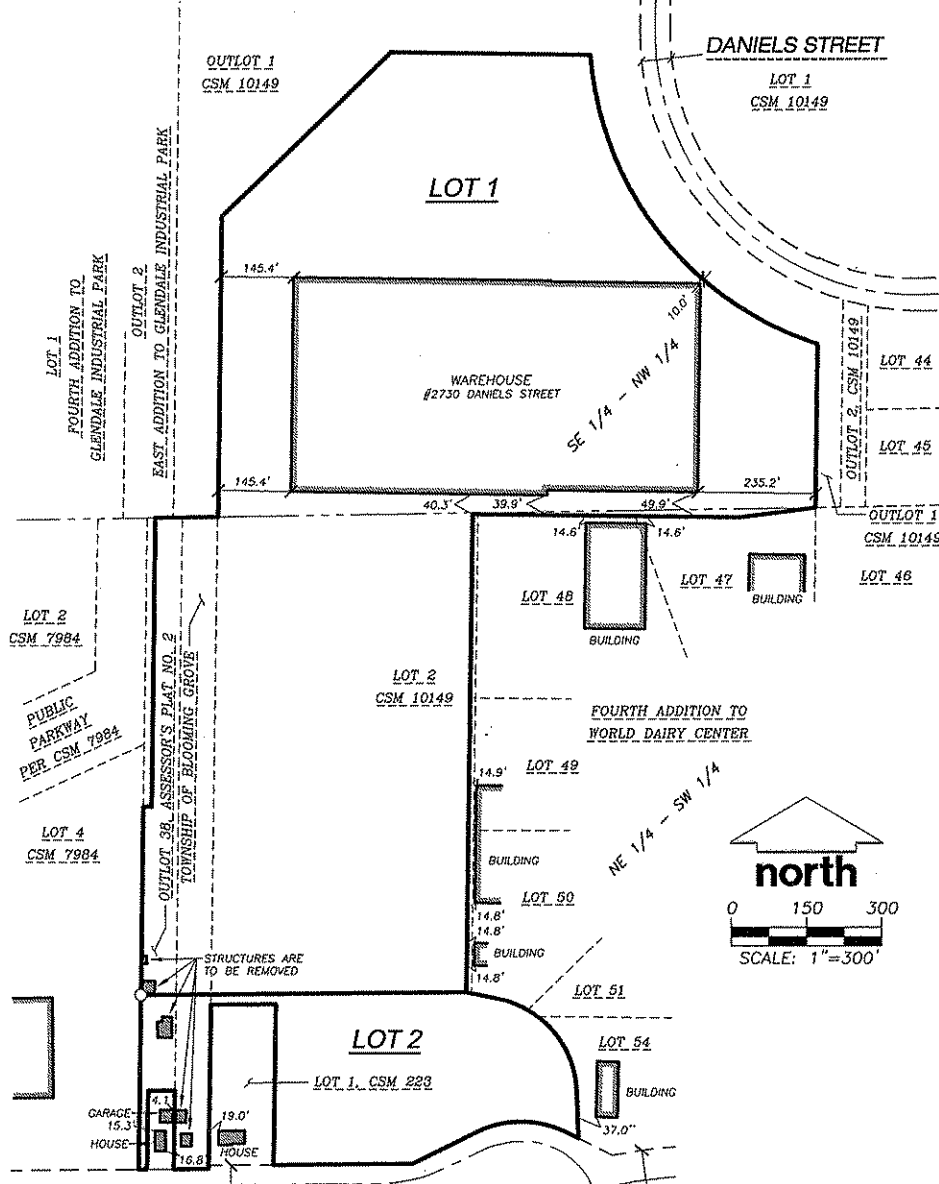 DANIELS STREET
LOT 1
CSM 10149
OUTLOT 1
CSM 10149
LOT 1
LOT 1
FOURTH ADDITION TO
GLENDALE INDUSTRIAL PARK
OUTLOT 2
EAST ADDITION TO GLENDALE INDUSTRIAL PARK
145.4'
10.0'
WAREHOUSE
#2730 DANIELS STREET
SE 1/4 - NW 1/4
OUTLOT 2, CSM 10149
LOT 44
LOT 45
145.4'
40.3'
39.9'
49.9'
235.2'
OUTLOT 1
CSM 10149
14.6'
14.6'
LOT 48
BUILDING
LOT 47
BUILDING
LOT 46
LOT 2
CSM 7984
PUBLIC
PARKWAY
PER CSM 7984
OUTLOT 38, ASSESSOR'S PLAT NO. 2
TOWNSHIP OF BLOOMING GROVE
LOT 2
CSM 10149
FOURTH ADDITION TO
WORLD DAIRY CENTER
14.9'
LOT 49
NE 1/4 - SW 1/4
LOT 4
CSM 7984
BUILDING
LOT 50
14.8'
14.8'
BUILDING
14.8'
north
0 150 300
SCALE: 1"=300'
STRUCTURES ARE
TO BE REMOVED
LOT 51
LOT 2
LOT 54
BUILDING
LOT 1, CSM 223
4.1
GARAGE
15.3'
HOUSE
16.8'
19.0'
HOUSE
37.0"